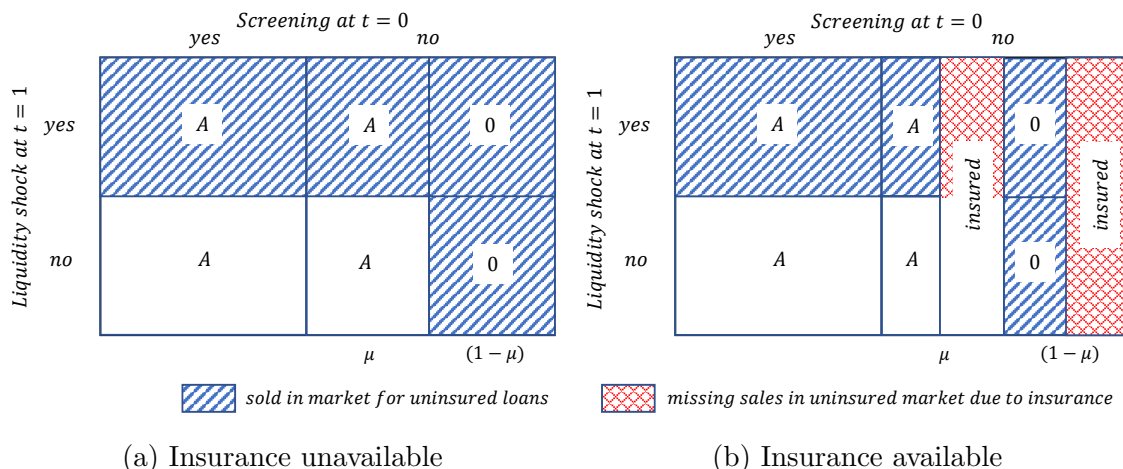 Screening at t = 0
yes
no
Liquidity shock at t = 1
yes
A
A
0
no
A
A
0
μ
(1 − μ)
sold in market for uninsured loans
(a) Insurance unavailable
Screening at t = 0
yes
no
Liquidity shock at t = 1
yes
A
A
insured
0
insured
no
A
A
0
μ
(1 − μ)
missing sales in uninsured market due to insurance
(b) Insurance available